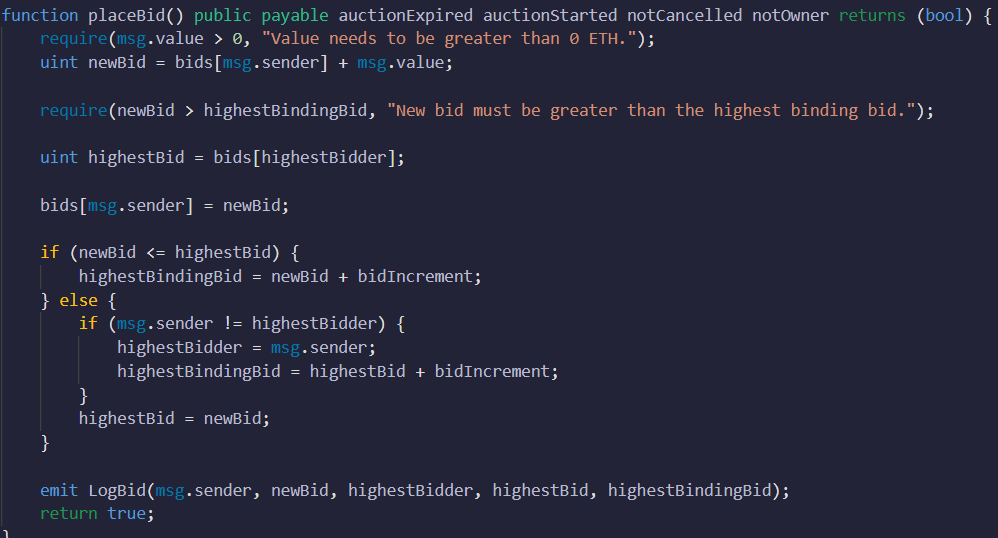 function placeBid() public payable auctionExpired auctionStarted notCancelled notOwner returns (bool) {
require(msg.value > 0, "Value needs to be greater than 0 ETH.");
uint newBid = bids[msg.sender] + msg.value;
require(newBid > highestBindingBid, "New bid must be greater than the highest binding bid.");
uint highestBid = bids[highestBidder];
bids[msg.sender] = newBid;
if (newBid <= highestBid) {
highestBindingBid = newBid + bidIncrement;
} else {
if (msg.sender != highestBidder) {
highestBidder = msg.sender;
highestBindingBid = highestBid + bidIncrement;
}
highestBid = newBid;
}
emit LogBid(msg.sender, newBid, highestBidder, highestBid, highestBindingBid);
return true;
}